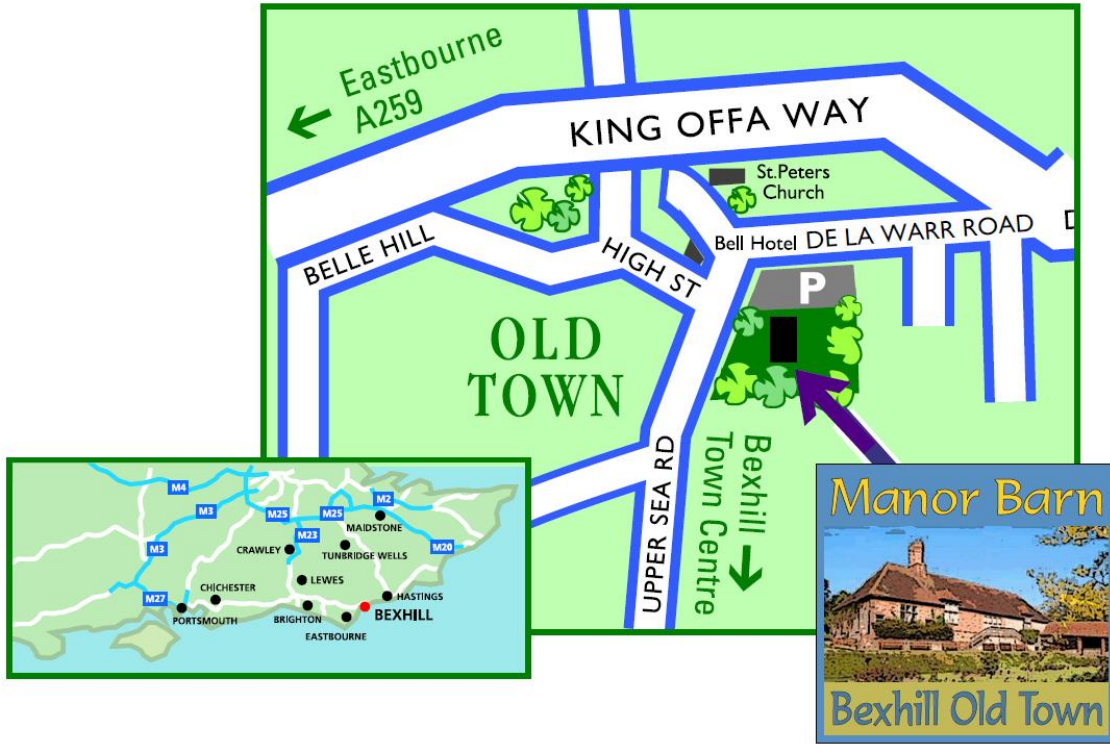 Eastbourne
A259
KING OFFA WAY
St.Peters
Church
BELLE HILL
HIGH ST
Bell Hotel
DE LA WARR ROAD
D
P
OLD
TOWN
UPPER SEA RD
Bexhill
Town Centre
M4
M3
M25
M25
M2
MAIDSTONE
M3
CRAWLEY
M23
TUNBRIDGE WELLS
M20
M27
CHICHESTER
LEWES
HASTINGS
PORTSMOUTH
BRIGHTON
BEXHILL
EASTBOURNE
Manor Barn
Bexhill Old Town